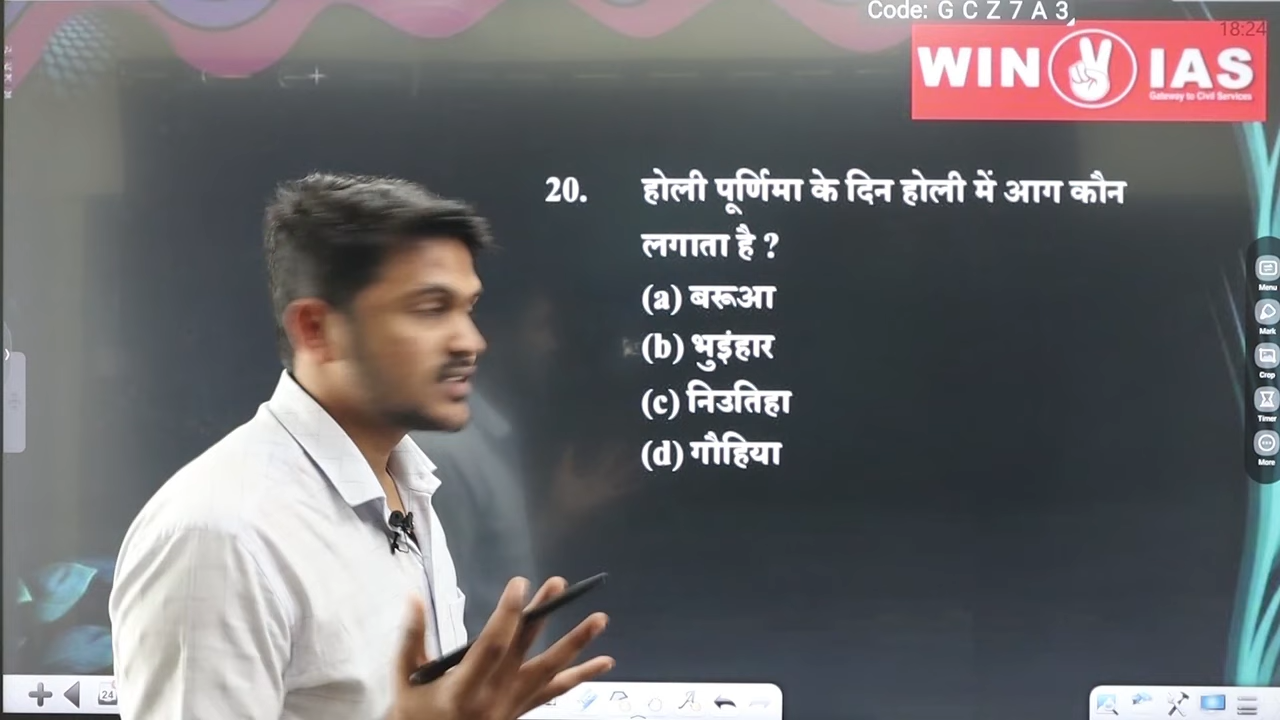 Code: G C Z 7 A 3
18:24
WIN IAS
Gateway to Civil Services
20. होली पूर्णिमा के दिन होली में आग कौन
लगाता है ?
(a) बरूआ
(b) भुइंहार
(c) निउतिहा
(d) गौहिया
Menu
Mark
Crop
Timer
More
24